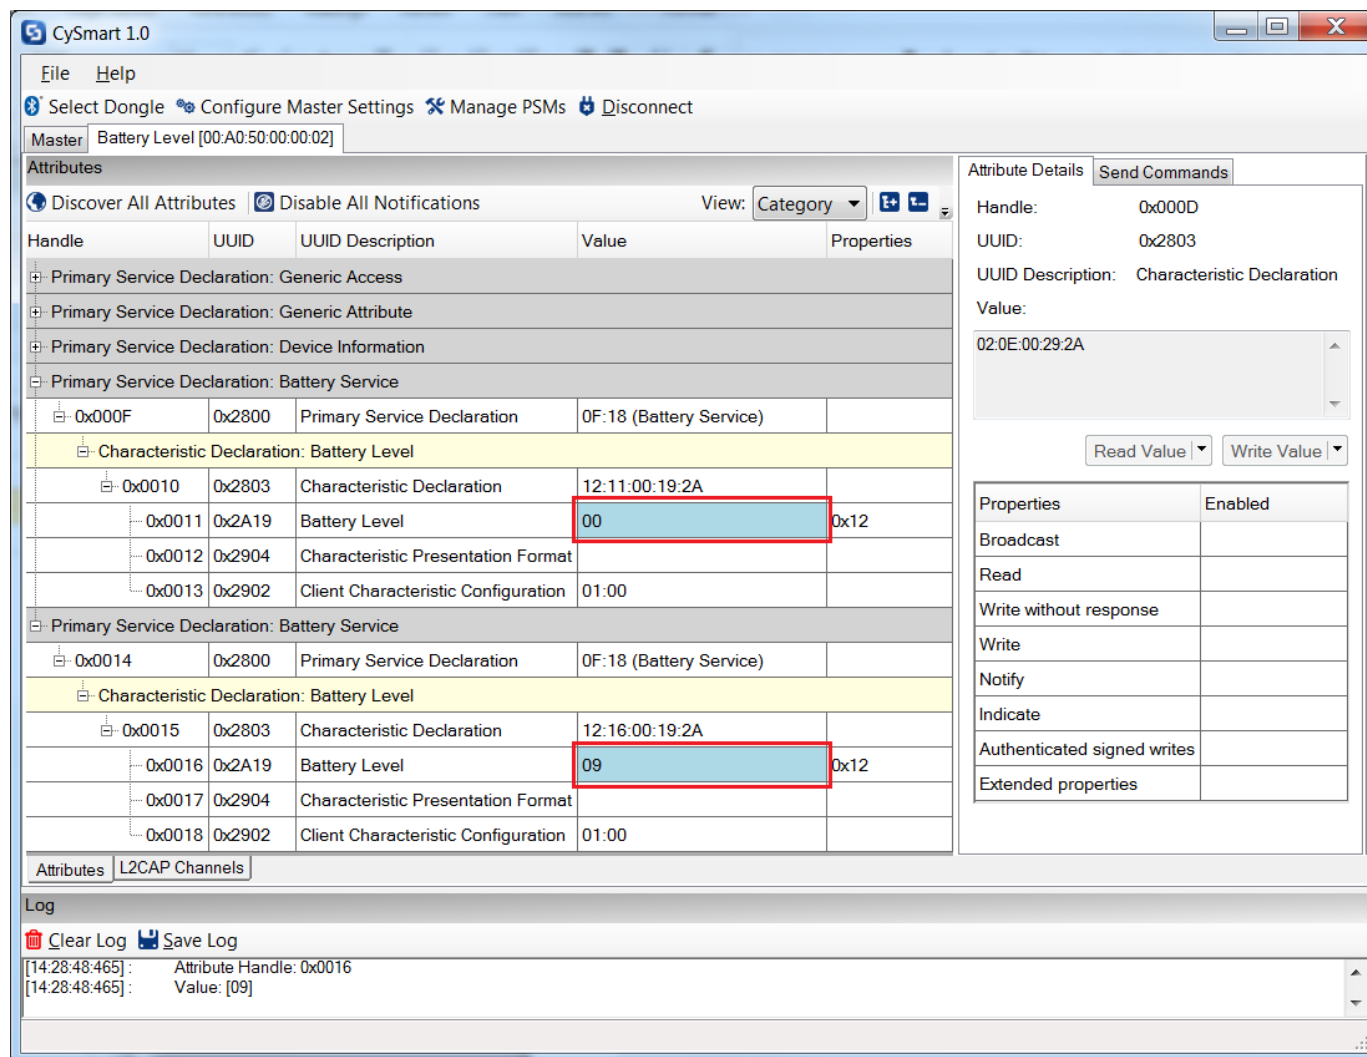 CySmart 1.0
File Help
Select Dongle Configure Master Settings Manage PSMs Disconnect
Master Battery Level [00:A0:50:00:00:02]
Attributes
Discover All Attributes Disable All Notifications View: Category
Handle UUID UUID Description Value Properties
Primary Service Declaration: Generic Access
Primary Service Declaration: Generic Attribute
Primary Service Declaration: Device Information
Primary Service Declaration: Battery Service
0x000F 0x2800 Primary Service Declaration 0F:18 (Battery Service)
Characteristic Declaration: Battery Level
0x0010 0x2803 Characteristic Declaration 12:11:00:19:2A
0x0011 0x2A19 Battery Level 00 0x12
0x0012 0x2904 Characteristic Presentation Format
0x0013 0x2902 Client Characteristic Configuration 01:00
Primary Service Declaration: Battery Service
0x0014 0x2800 Primary Service Declaration 0F:18 (Battery Service)
Characteristic Declaration: Battery Level
0x0015 0x2803 Characteristic Declaration 12:16:00:19:2A
0x0016 0x2A19 Battery Level 09 0x12
0x0017 0x2904 Characteristic Presentation Format
0x0018 0x2902 Client Characteristic Configuration 01:00
Attributes L2CAP Channels
Attribute Details Send Commands
Handle: 0x000D
UUID: 0x2803
UUID Description: Characteristic Declaration
Value:
02:0E:00:29:2A
Read Value Write Value
Properties Enabled
Broadcast
Read
Write without response
Write
Notify
Indicate
Authenticated signed writes
Extended properties
Log
Clear Log Save Log
[14:28:48:465] : Attribute Handle: 0x0016
[14:28:48:465] : Value: [09]